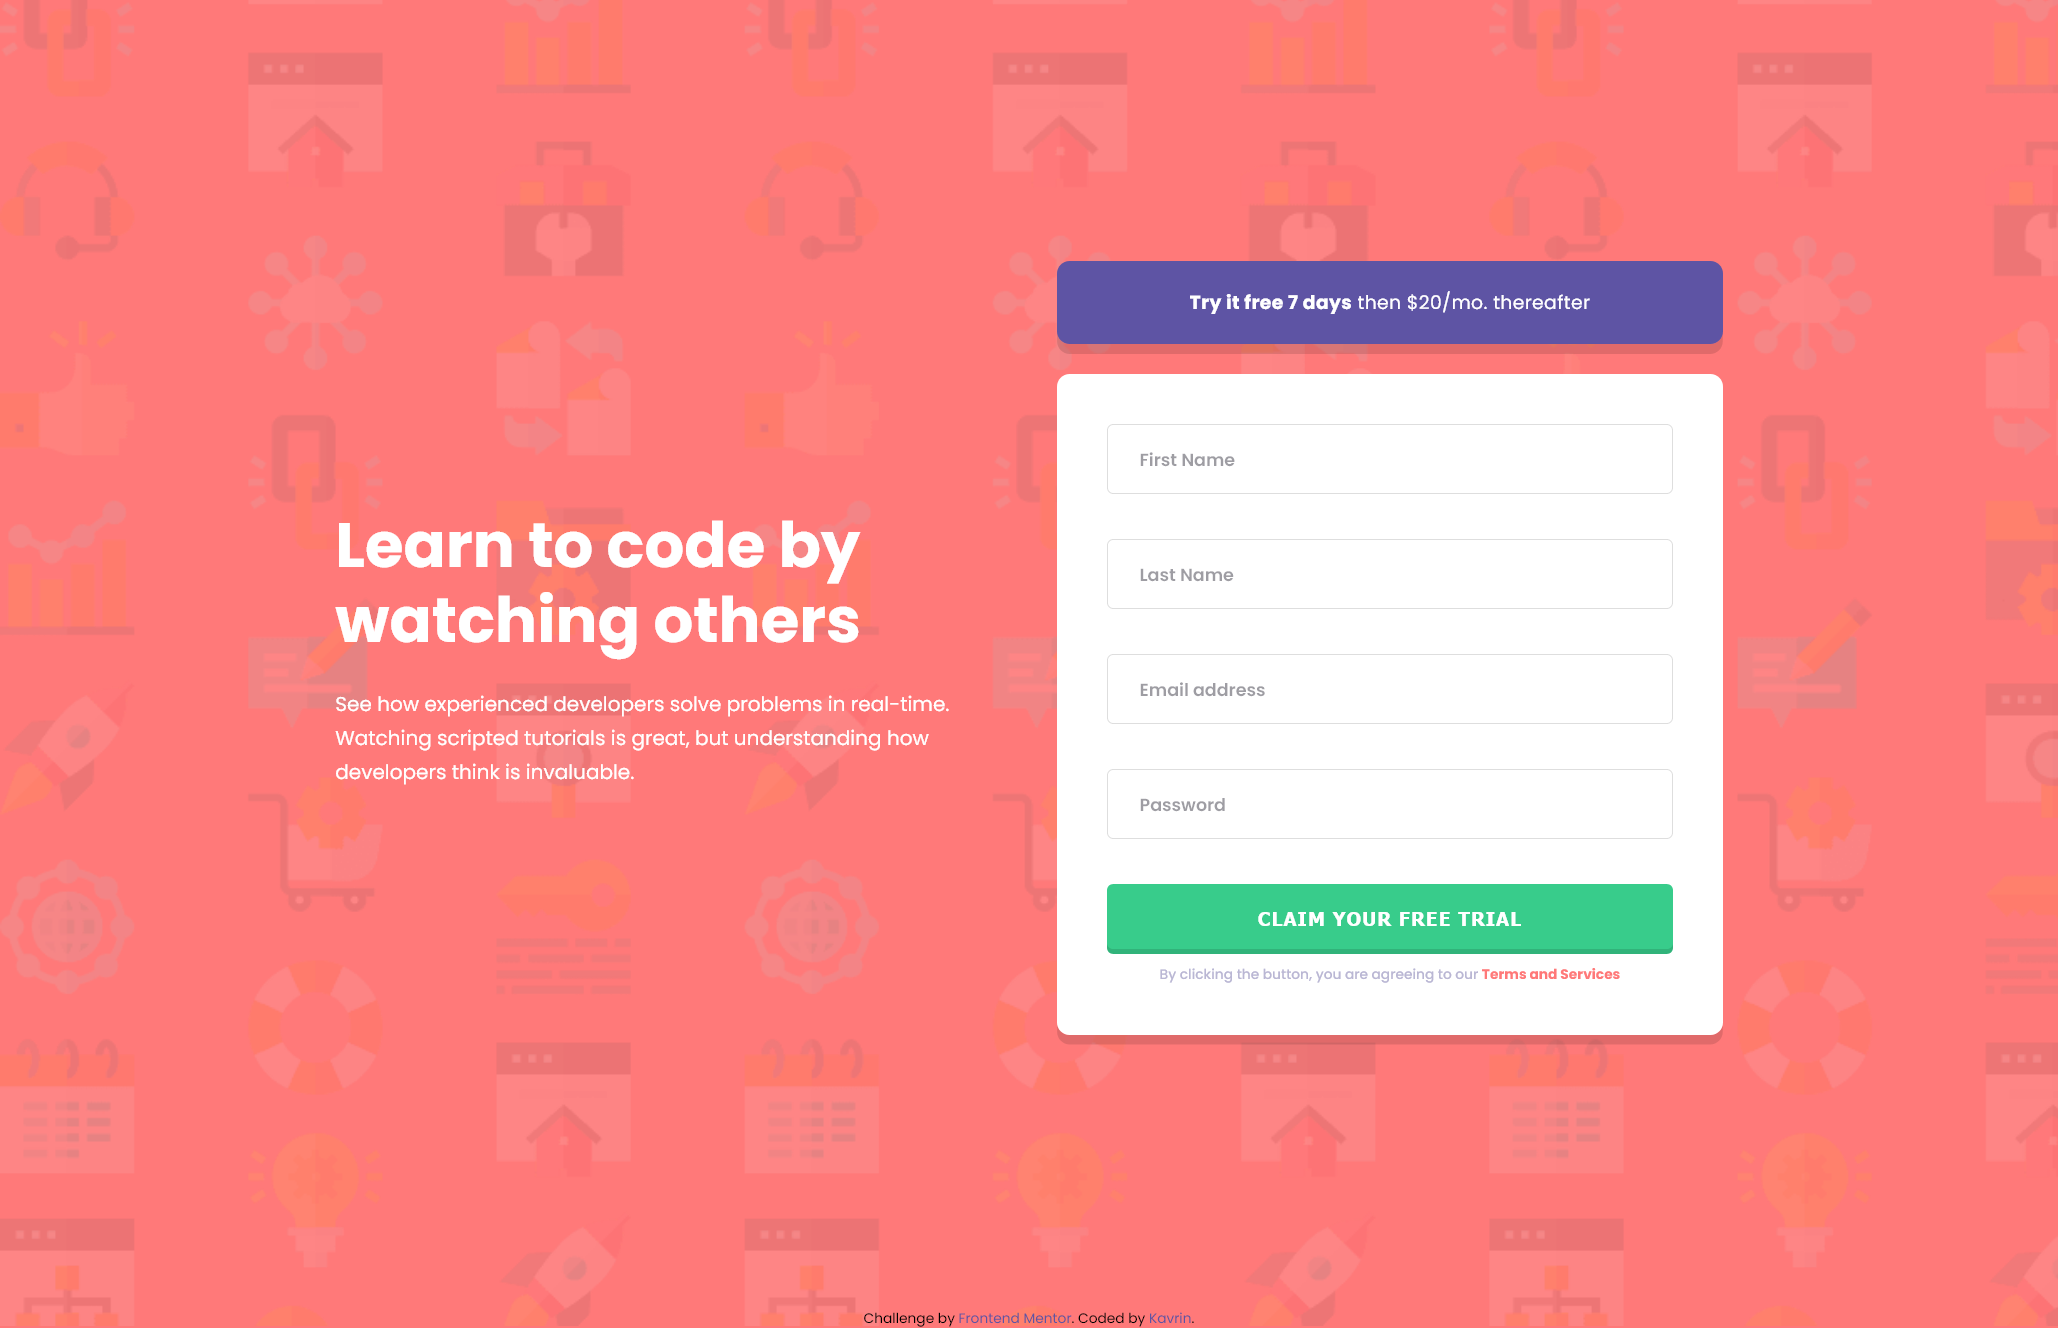 Learn to code by
watching others
See how experienced developers solve problems in real-time.
Watching scripted tutorials is great, but understanding how
developers think is invaluable.
Try it free 7 days then $20/mo. thereafter
First Name
Last Name
Email address
Password
CLAIM YOUR FREE TRIAL
By clicking the button, you are agreeing to our Terms and Services
Challenge by Frontend Mentor. Coded by Kavrin.